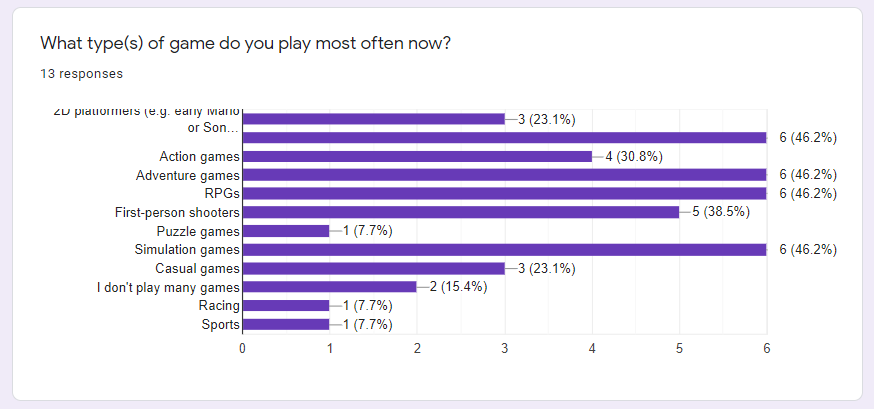 What type(s) of game do you play most often now?
13 responses
2D platformers (e.g. early Mario
or Son...
3 (23.1%)
6 (46.2%)
Action games
4 (30.8%)
Adventure games
6 (46.2%)
RPGs
6 (46.2%)
First-person shooters
5 (38.5%)
Puzzle games
1 (7.7%)
Simulation games
6 (46.2%)
Casual games
3 (23.1%)
I don't play many games
2 (15.4%)
Racing
1 (7.7%)
Sports
1 (7.7%)
0 1 2 3 4 5 6